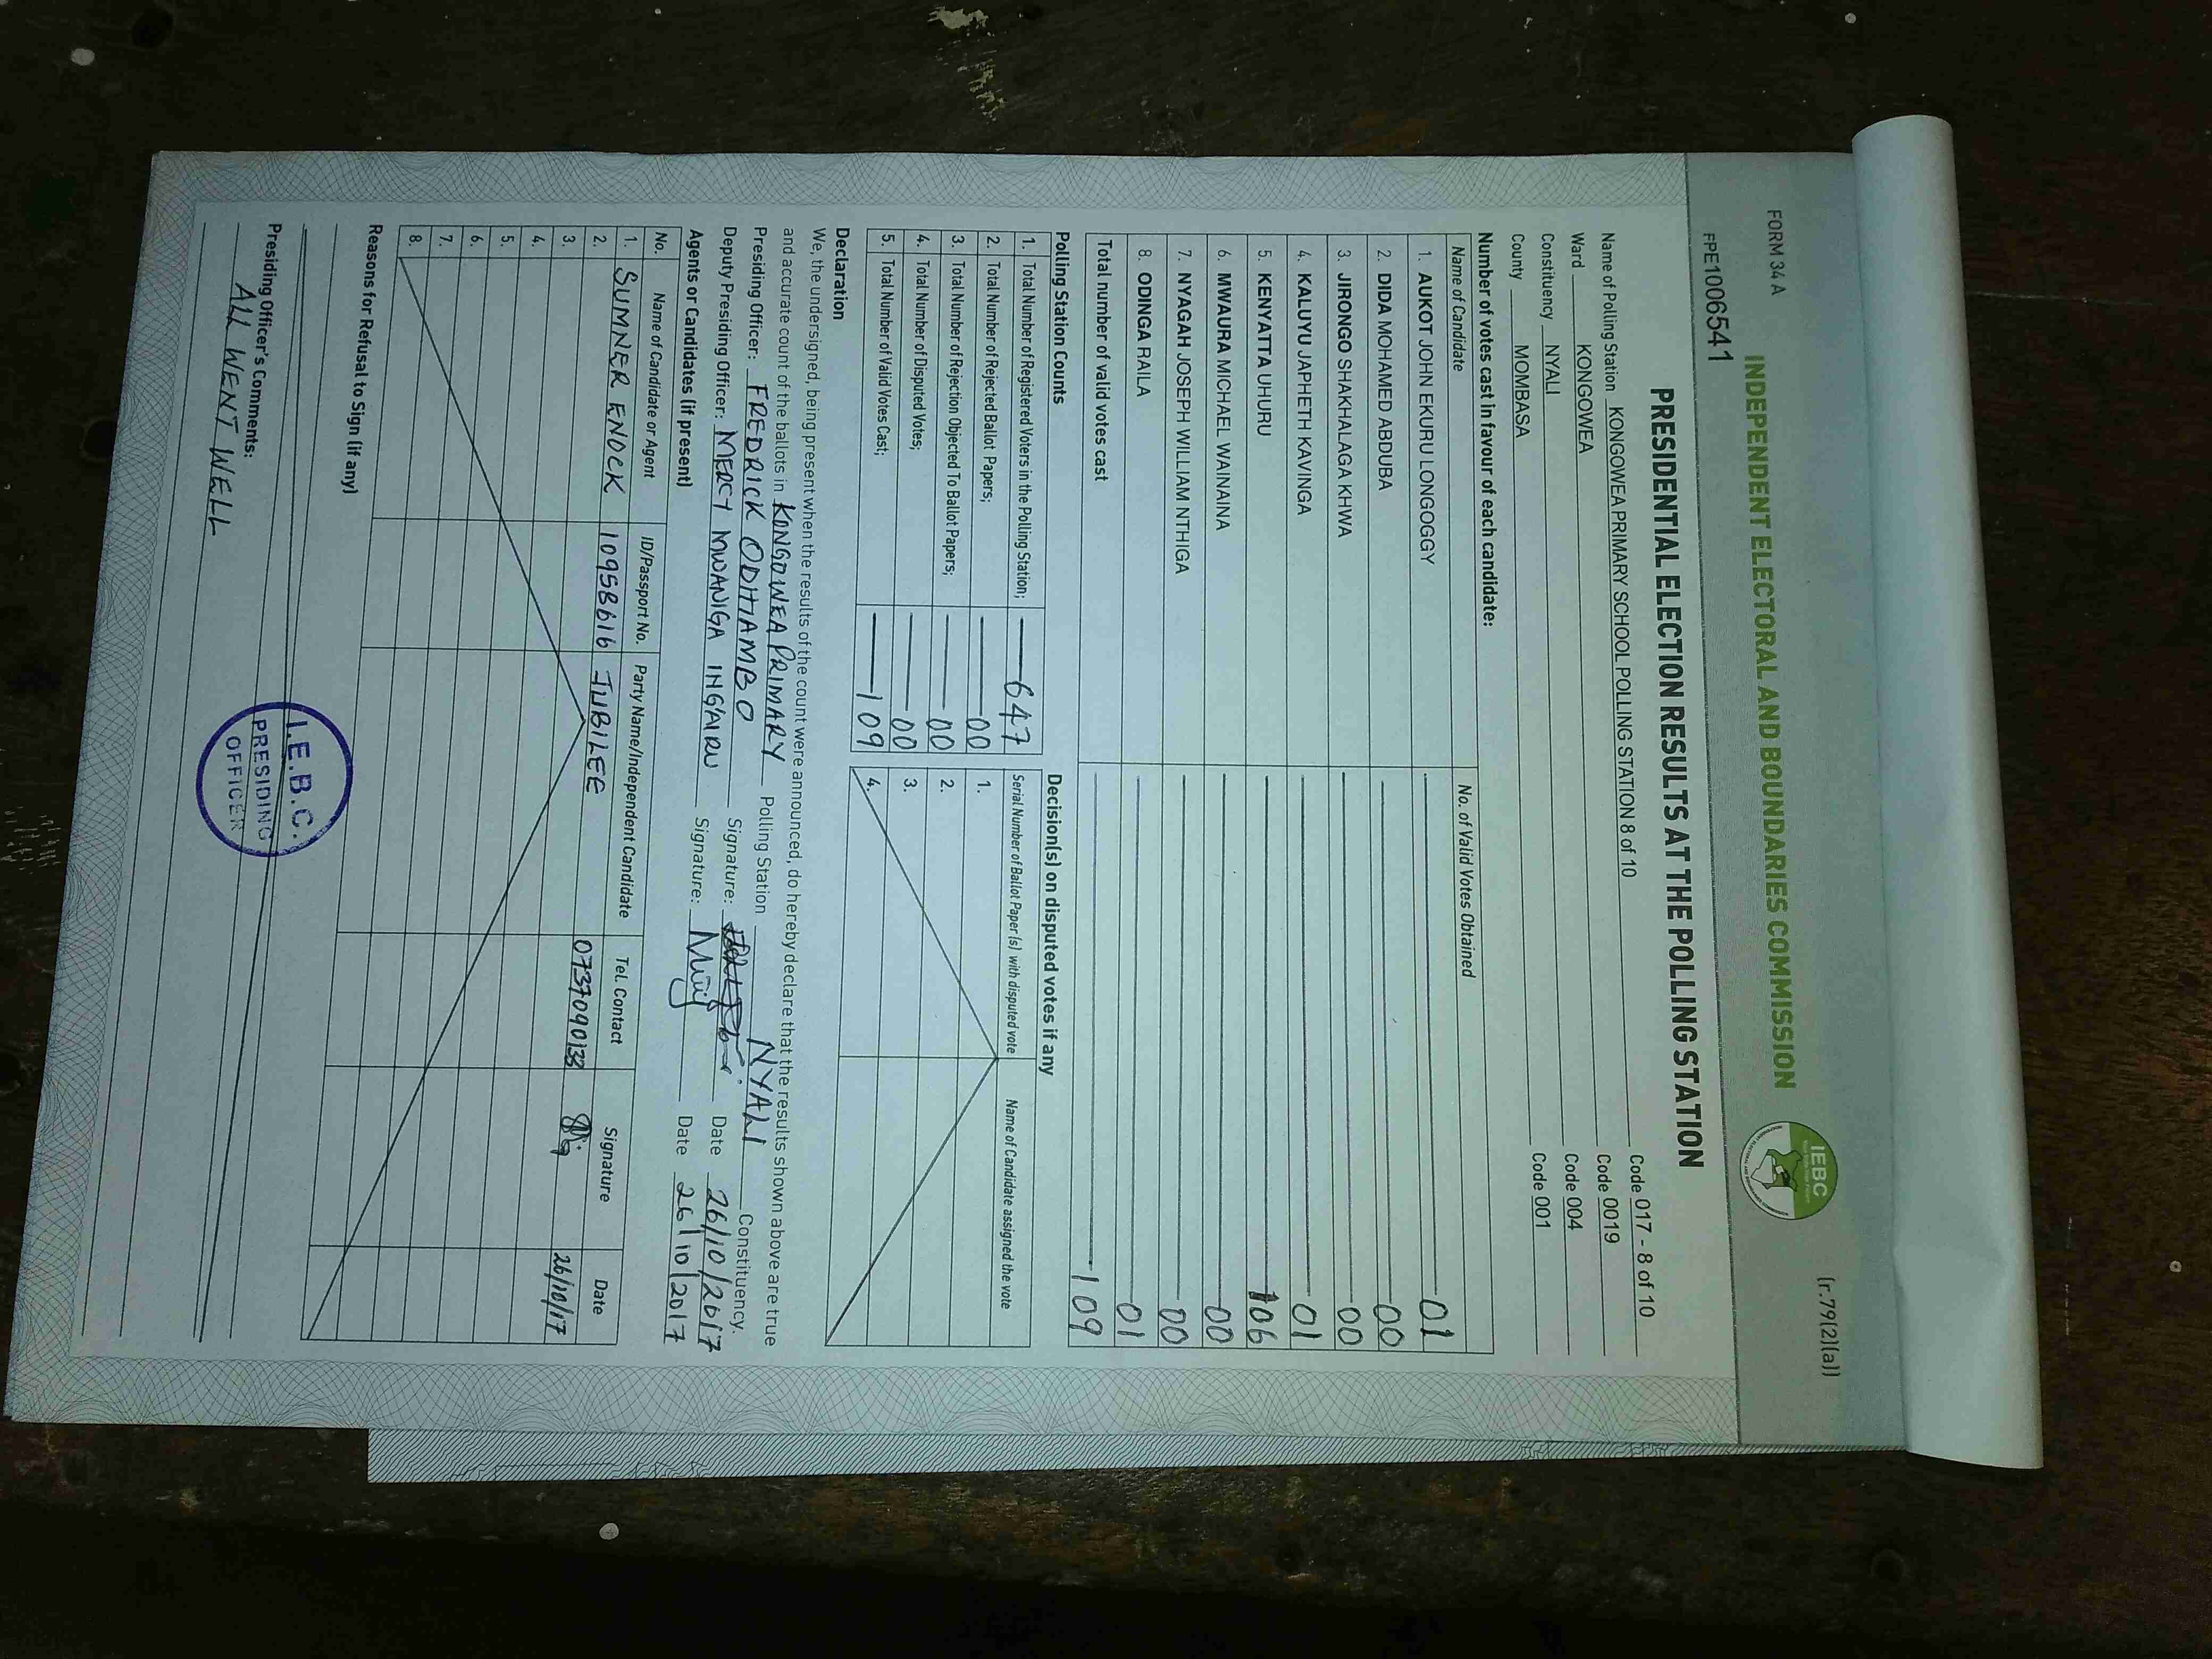 FORM 34 A
(r.79(2)(a))
INDEPENDENT ELECTORAL AND BOUNDARIES COMMISSION
IEBC
FPE1006541
PRESIDENTIAL ELECTION RESULTS AT THE POLLING STATION
Name of Polling Station KONGOWEA PRIMARY SCHOOL POLLING STATION 8 of 10 Code 017 - 8 of 10
Ward KONGOWEA Code 0019
Constituency NYALI Code 004
County MOMBASA Code 001
Number of votes cast in favour of each candidate:
Name of Candidate No. of Valid Votes Obtained
1. AUKOT JOHN EKURU LONGOGGY 01
2. DIDA MOHAMED ABDUBA 00
3. JIRONGO SHAKHALAGA KHWA 00
4. KALUYU JAPHETH KAVINGA 01
5. KENYATTA UHURU 106
6. MWAURA MICHAEL WAINAINA 00
7. NYAGAH JOSEPH WILLIAM NTHIGA 00
8. ODINGA RAILA 01
Total number of valid votes cast 109
Polling Station Counts
1. Total Number of Registered Voters in the Polling Station; 647
2. Total Number of Rejected Ballot Papers; 00
3. Total Number of Rejection Objected To Ballot Papers; 00
4. Total Number of Disputed Votes; 00
5. Total Number of Valid Votes Cast; 109
Decision(s) on disputed votes if any
Serial Number of Ballot Paper (s) with disputed vote Name of Candidate assigned the vote
1.
2.
3.
4.
Declaration
We, the undersigned, being present when the results of the count were announced, do hereby declare that the results shown above are true
and accurate count of the ballots in KONGOWEA PRIMARY Polling Station NYALI Constituency.
Presiding Officer: FREDRICK ODHIAMBO Signature: Date 26/10/2017
Deputy Presiding Officer: MERCY MWANIGA ING'AIRU Signature: Date 26/10/2017
Agents or Candidates (if present)
No. Name of Candidate or Agent ID/Passport No. Party Name/Independent Candidate Tel. Contact Signature Date
1. SUMNER ENOCK 10958616 JUBILEE 0737090133 26/10/17
2.
3.
4.
5.
6.
7.
8.
Reasons for Refusal to Sign (if any)
Presiding Officer's Comments:
ALL WENT WELL
I.E.B.C.
PRESIDING
OFFICER